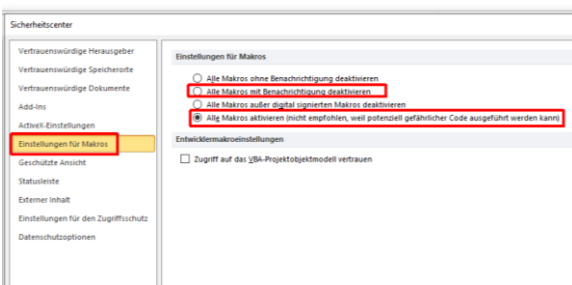 Sicherheitscenter
Vertrauenswürdige Herausgeber
Vertrauenswürdige Speicherorte
Vertrauenswürdige Dokumente
Add-Ins
ActiveX-Einstellungen
Einstellungen für Makros
Geschützte Ansicht
Statusleiste
Externer Inhalt
Einstellungen für den Zugriffsschutz
Datenschutzoptionen
Einstellungen für Makros
Alle Makros ohne Benachrichtigung deaktivieren
Alle Makros mit Benachrichtigung deaktivieren
Alle Makros außer digital signierten Makros deaktivieren
Alle Makros aktivieren (nicht empfohlen, weil potenziell gefährlicher Code ausgeführt werden kann)
Entwicklermakroeinstellungen
Zugriff auf das VBA-Projektobjektmodell vertrauen